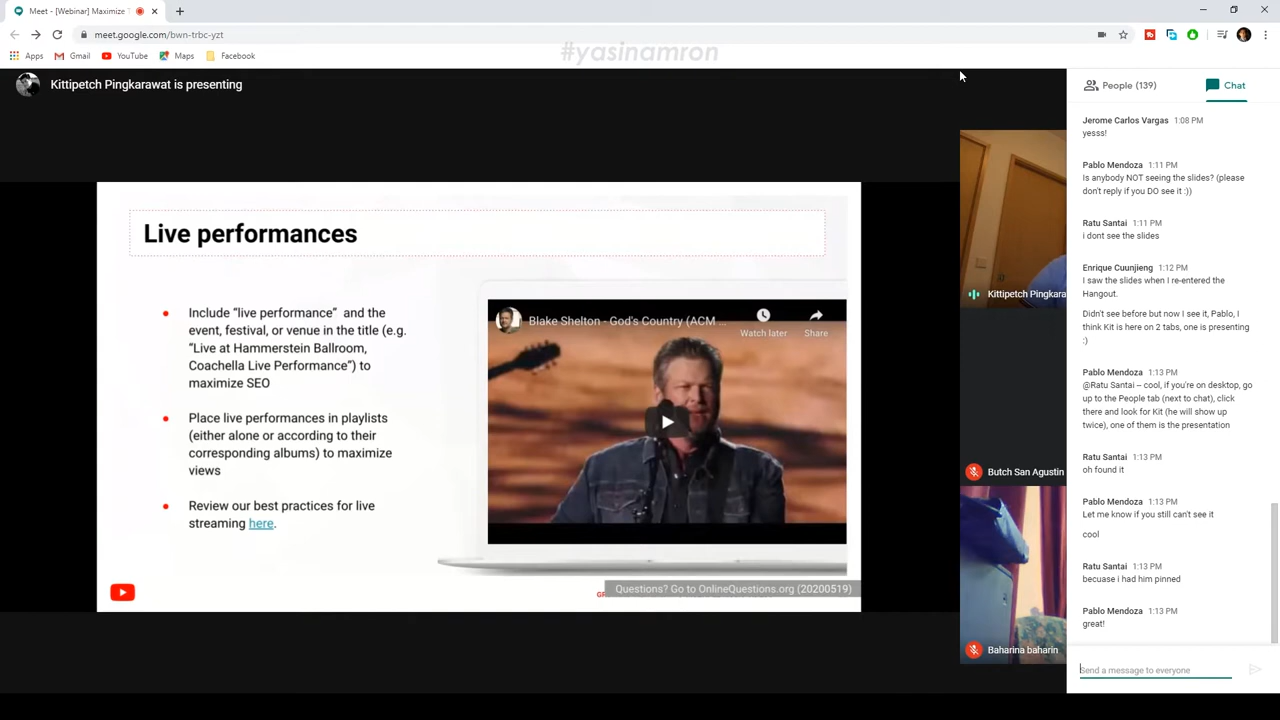 Meet - [Webinar] Maximize
meet.google.com/bwn-trbc-yzt
Apps
Gmail
YouTube
Maps
Facebook
#yasinamron
Kittipetch Pingkarawat is presenting
Live performances
Include “live performance” and the
event, festival, or venue in the title (e.g.
“Live at Hammerstein Ballroom,
Coachella Live Performance”) to
maximize SEO
Place live performances in playlists
(either alone or according to their
corresponding albums) to maximize
views
Review our best practices for live
streaming here.
Blake Shelton - God's Country (ACM ...
Watch later
Share
Questions? Go to OnlineQuestions.org (20200519)
Kittipetch Pingkara
Butch San Agustin
Baharina baharin
People (139)
Chat
Jerome Carlos Vargas 1:08 PM
yesss!
Pablo Mendoza 1:11 PM
Is anybody NOT seeing the slides? (please
don't reply if you DO see it :))
Ratu Santai 1:11 PM
i dont see the slides
Enrique Cuunjieng 1:12 PM
I saw the slides when I re-entered the
Hangout.
Didn't see before but now I see it, Pablo, I
think Kit is here on 2 tabs, one is presenting
:)
Pablo Mendoza 1:13 PM
@Ratu Santai – cool, if you're on desktop, go
up to the People tab (next to chat), click
there and look for Kit (he will show up
twice), one of them is the presentation
Ratu Santai 1:13 PM
oh found it
Pablo Mendoza 1:13 PM
Let me know if you still can't see it
cool
Ratu Santai 1:13 PM
becuase i had him pinned
Pablo Mendoza 1:13 PM
great!
Send a message to everyone